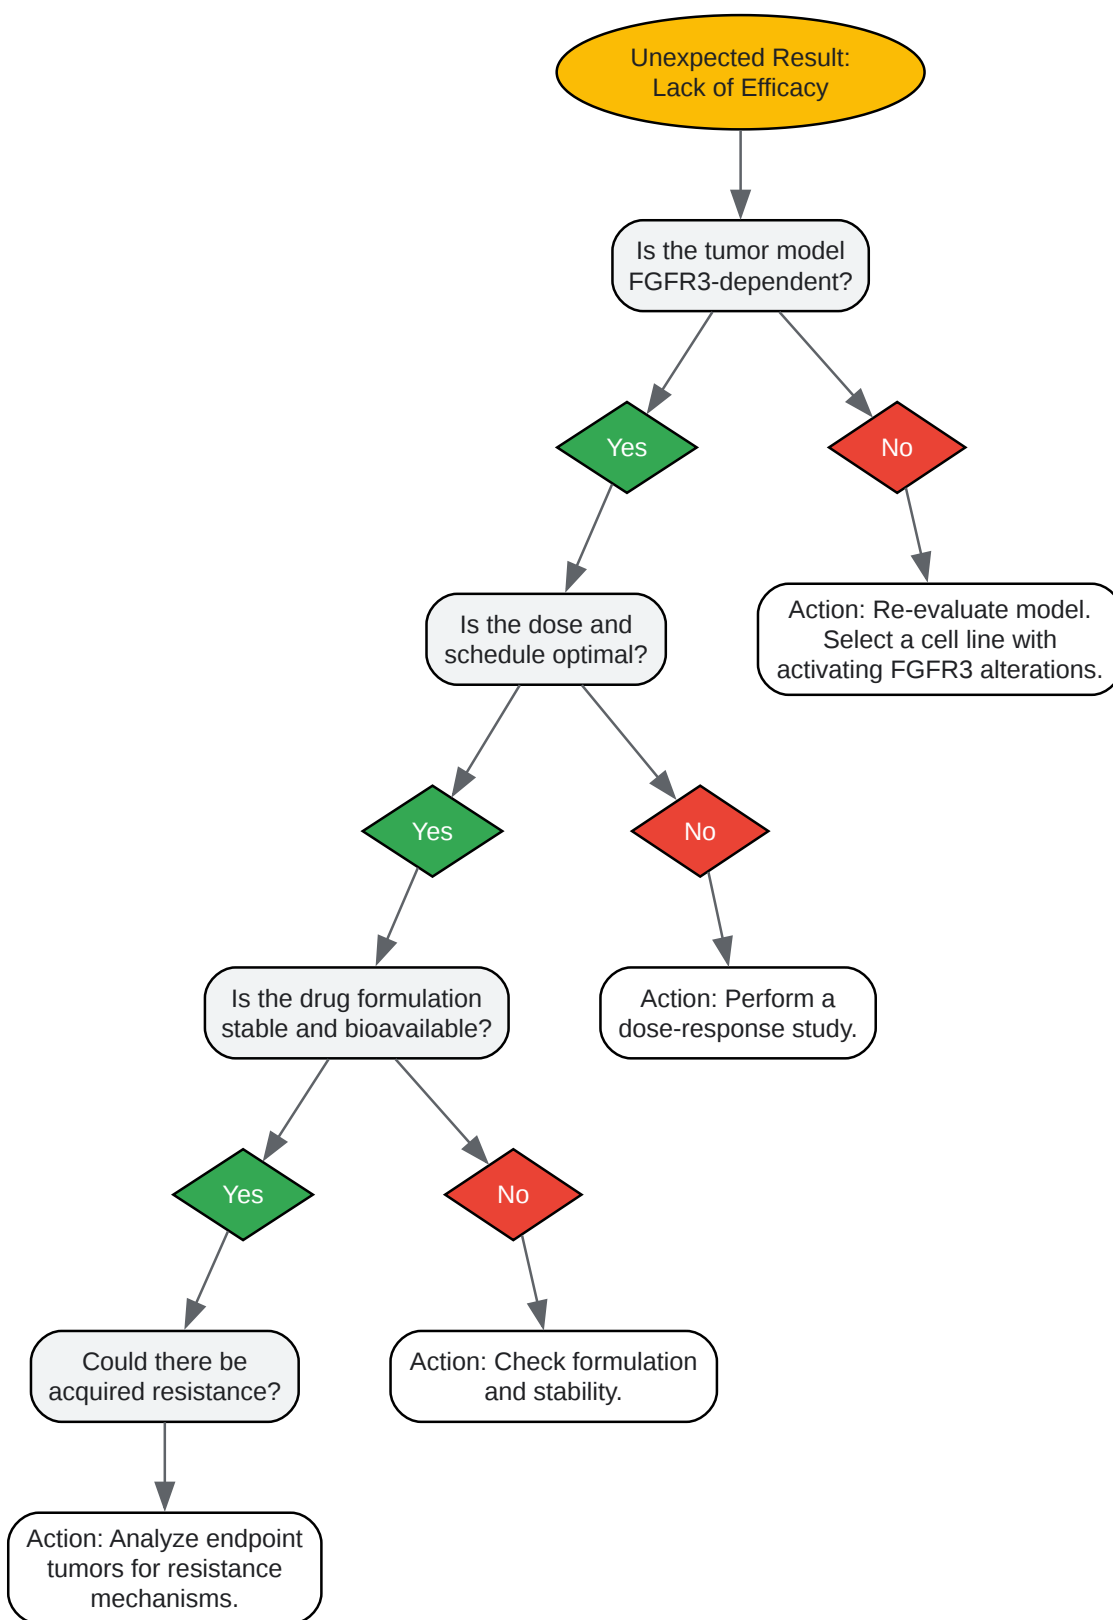 Unexpected Result:
Lack of Efficacy
Is the tumor model
FGFR3-dependent?
Yes
No
Is the dose and
schedule optimal?
Action: Re-evaluate model.
Select a cell line with
activating FGFR3 alterations.
Yes
No
Is the drug formulation
stable and bioavailable?
Action: Perform a
dose-response study.
Yes
No
Could there be
acquired resistance?
Action: Check formulation
and stability.
Action: Analyze endpoint
tumors for resistance
mechanisms.